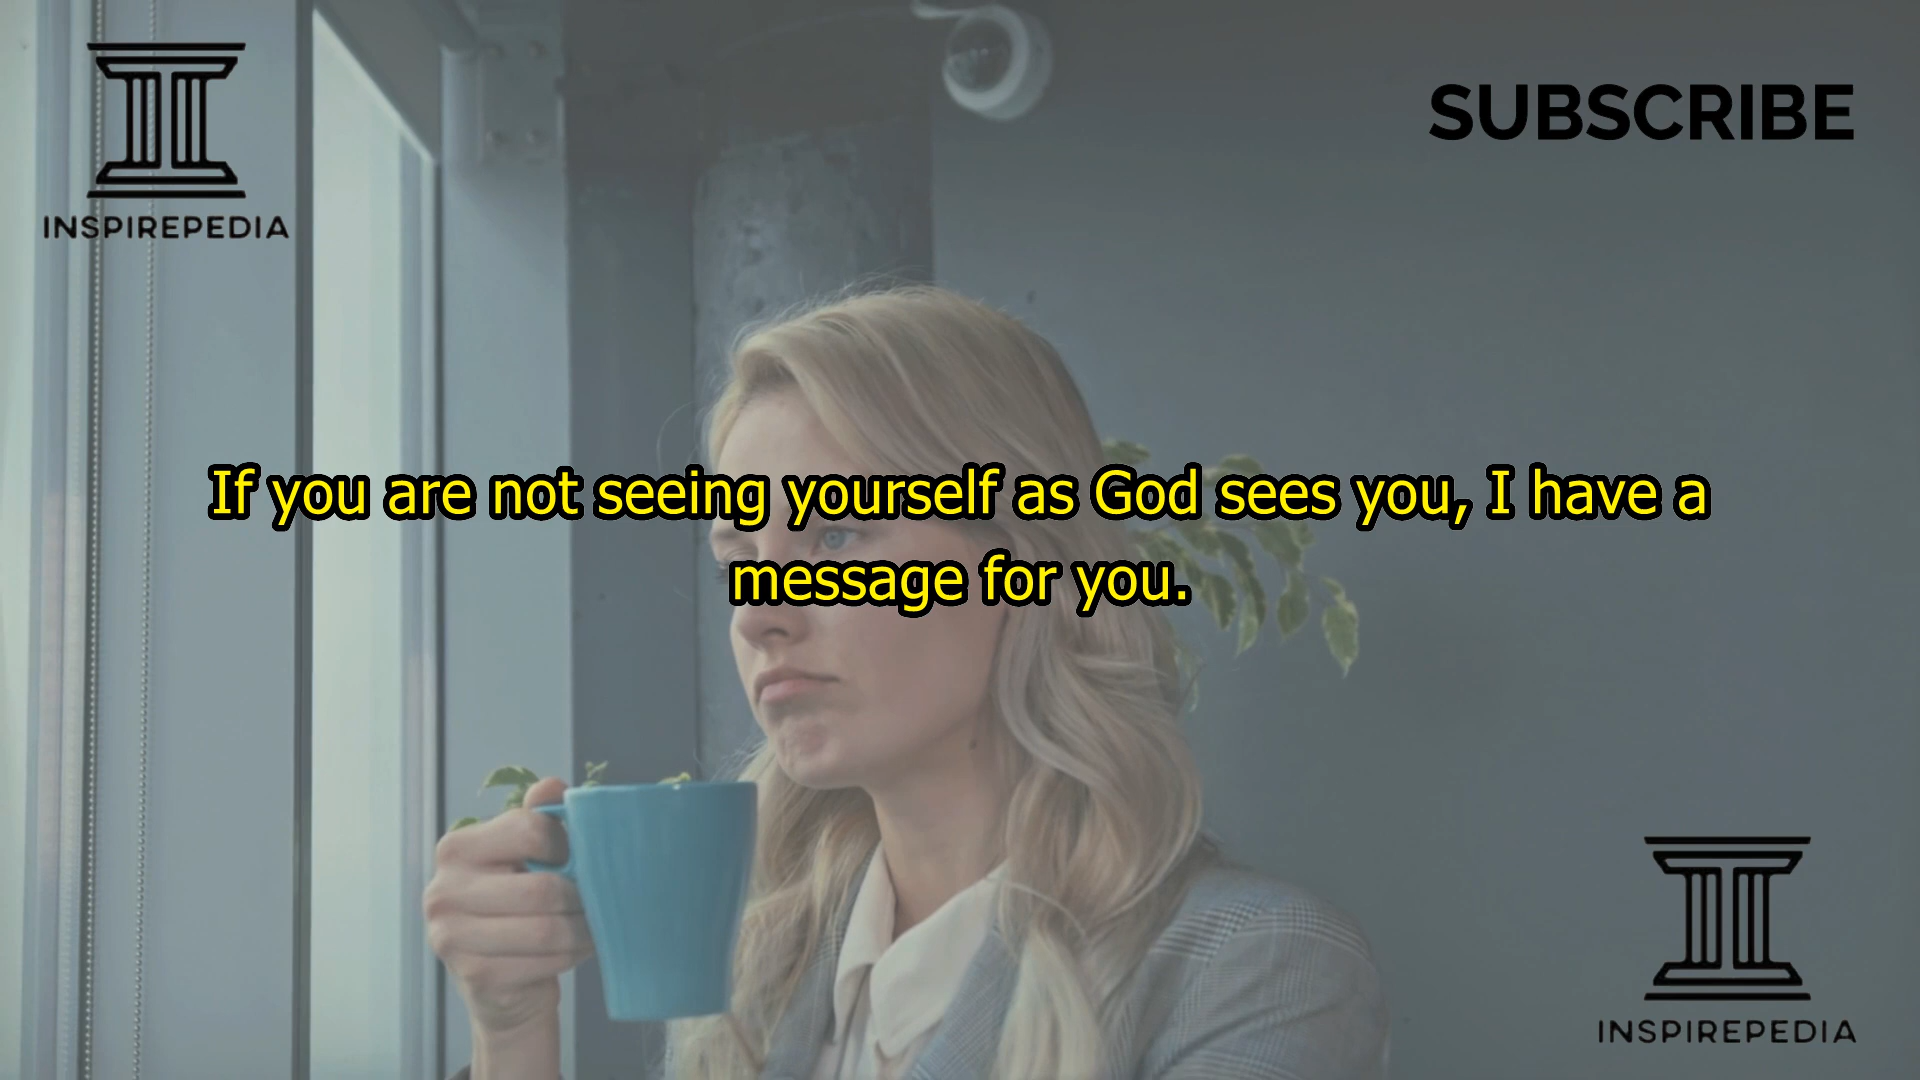 INSPIREPEDIA
SUBSCRIBE
If you are not seeing yourself as God sees you, I have a
message for you.
INSPIREPEDIA